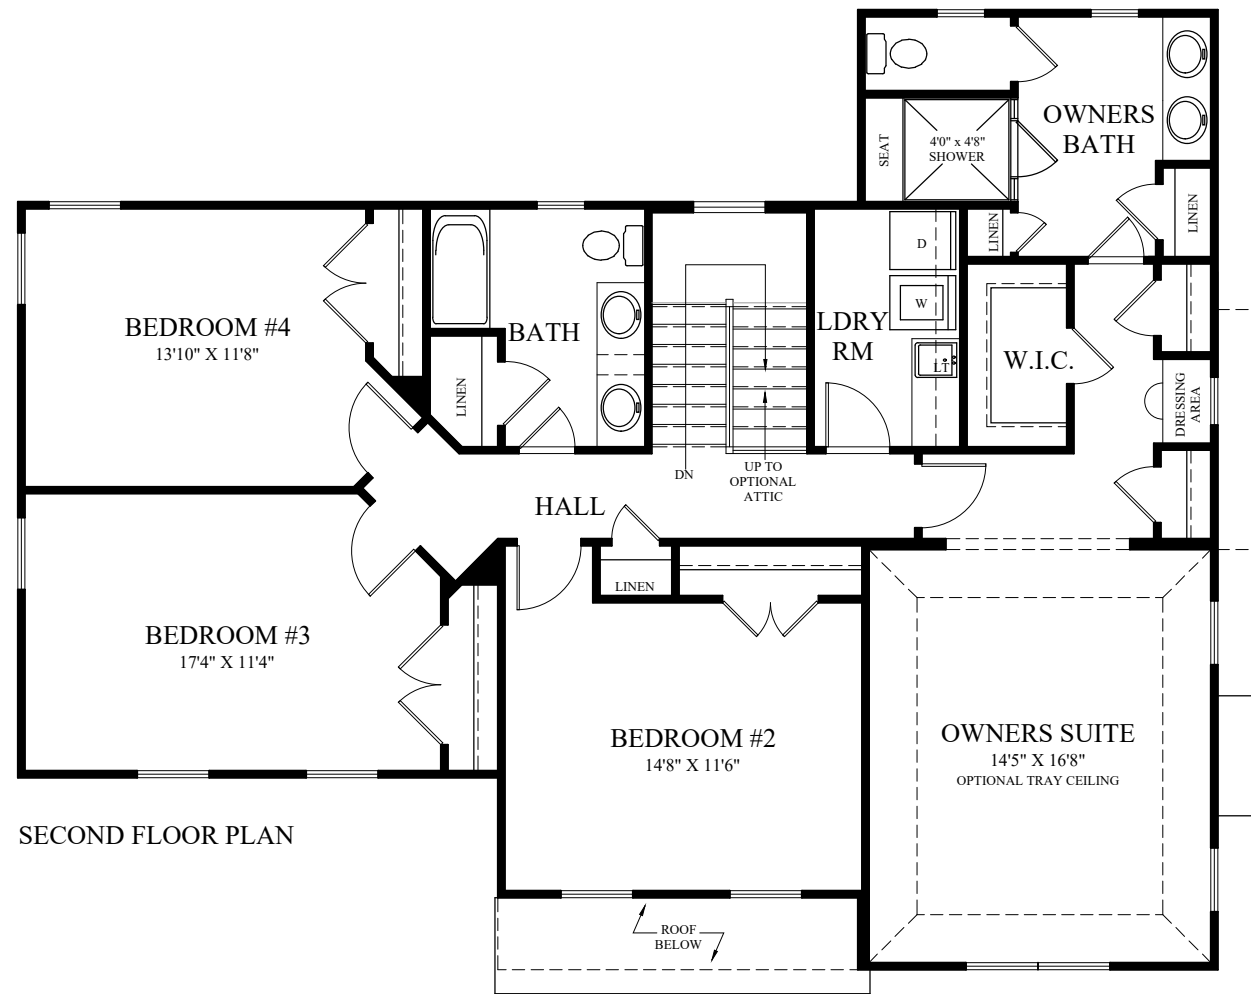 OWNERS
BATH
SEAT
4'0" x 4'8"
SHOWER
LINEN
LINEN
D
W
LDRY
RM
LT
W.I.C.
DRESSING
AREA
BEDROOM #4
13'10" X 11'8"
BATH
LINEN
DN
UP TO
OPTIONAL
ATTIC
HALL
LINEN
BEDROOM #3
17'4" X 11'4"
BEDROOM #2
14'8" X 11'6"
OWNERS SUITE
14'5" X 16'8"
OPTIONAL TRAY CEILING
SECOND FLOOR PLAN
ROOF
BELOW